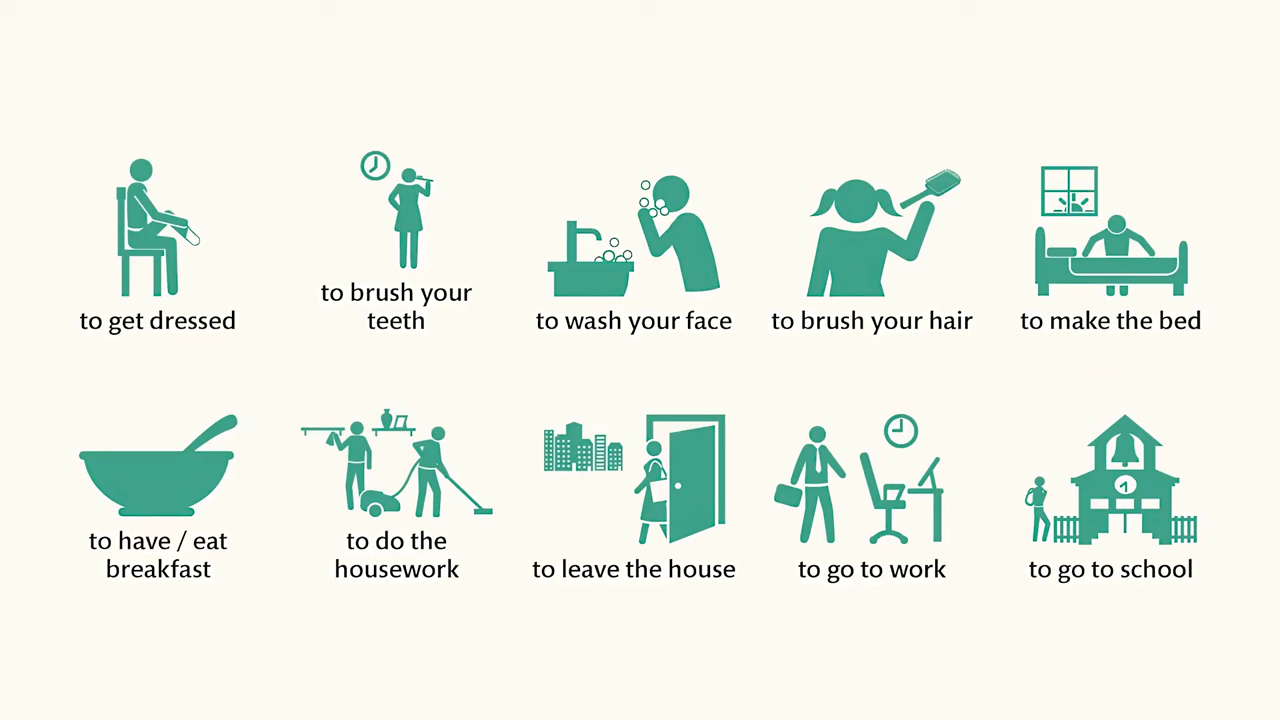 to get dressed
to brush your
teeth
to wash your face
to brush your hair
to make the bed
to have / eat
breakfast
to do the
housework
to leave the house
to go to work
to go to school